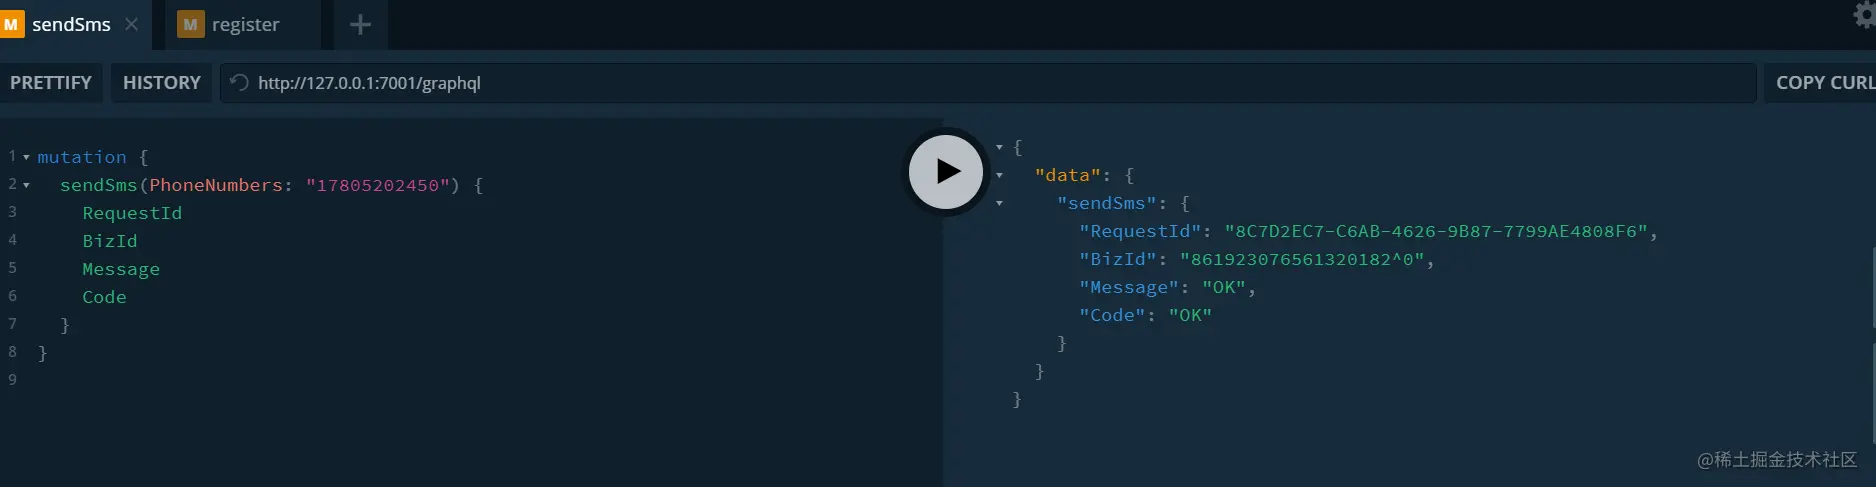 M sendSms × M register +
PRETTIFY HISTORY http://127.0.0.1:7001/graphql COPY CURL
1 mutation {
2 sendSms(PhoneNumbers: "17805202450") {
3 RequestId
4 BizId
5 Message
6 Code
7 }
8 }
9
{
"data": {
"sendSms": {
"RequestId": "8C7D2EC7-C6AB-4626-9B87-7799AE4808F6",
"BizId": "861923076561320182^0",
"Message": "OK",
"Code": "OK"
}
}
}
@稀土掘金技术社区